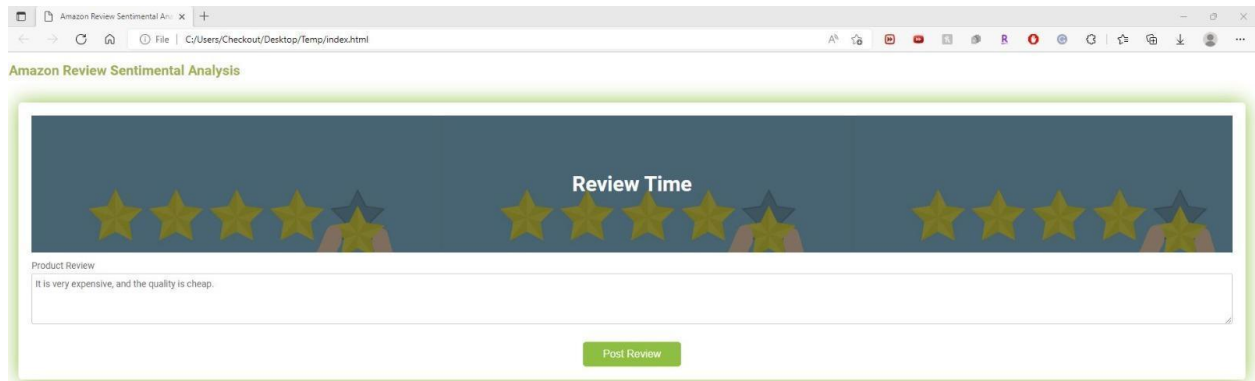 Amazon Review Sentimental An
File | C:/Users/Checkout/Desktop/Temp/index.html
Amazon Review Sentimental Analysis
Review Time
Product Review
It is very expensive, and the quality is cheap.
Post Review